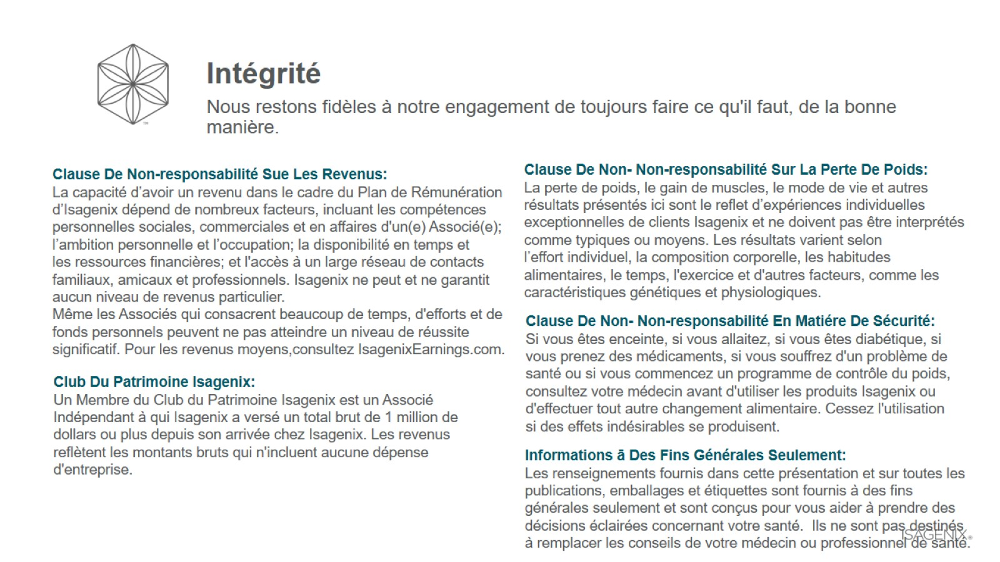 Intégrité
Nous restons fidèles à notre engagement de toujours faire ce qu'il faut, de la bonne
manière.
TM
Clause De Non-responsabilité Sue Les Revenus:
La capacité d’avoir un revenu dans le cadre du Plan de Rémunération
d’Isagenix dépend de nombreux facteurs, incluant les compétences
personnelles sociales, commerciales et en affaires d'un(e) Associé(e);
l’ambition personnelle et l’occupation; la disponibilité en temps et
les ressources financières; et l'accès à un large réseau de contacts
familiaux, amicaux et professionnels. Isagenix ne peut et ne garantit
aucun niveau de revenus particulier.
Même les Associés qui consacrent beaucoup de temps, d'efforts et de
fonds personnels peuvent ne pas atteindre un niveau de réussite
significatif. Pour les revenus moyens,consultez IsagenixEarnings.com.
Club Du Patrimoine Isagenix:
Un Membre du Club du Patrimoine Isagenix est un Associé
Indépendant à qui Isagenix a versé un total brut de 1 million de
dollars ou plus depuis son arrivée chez Isagenix. Les revenus
reflètent les montants bruts qui n'incluent aucune dépense
d'entreprise.
Clause De Non- Non-responsabilité Sur La Perte De Poids:
La perte de poids, le gain de muscles, le mode de vie et autres
résultats présentés ici sont le reflet d’expériences individuelles
exceptionnelles de clients Isagenix et ne doivent pas être interprétés
comme typiques ou moyens. Les résultats varient selon
l’effort individuel, la composition corporelle, les habitudes
alimentaires, le temps, l'exercice et d'autres facteurs, comme les
caractéristiques génétiques et physiologiques.
Clause De Non- Non-responsabilité En Matiére De Sécurité:
Si vous êtes enceinte, si vous allaitez, si vous êtes diabétique, si
vous prenez des médicaments, si vous souffrez d'un problème de
santé ou si vous commencez un programme de contrôle du poids,
consultez votre médecin avant d'utiliser les produits Isagenix ou
d'effectuer tout autre changement alimentaire. Cessez l'utilisation
si des effets indésirables se produisent.
Informations ā Des Fins Générales Seulement:
Les renseignements fournis dans cette présentation et sur toutes les
publications, emballages et étiquettes sont fournis à des fins
générales seulement et sont conçus pour vous aider à prendre des
décisions éclairées concernant votre santé.  Ils ne sont pas destinés
à remplacer les conseils de votre médecin ou professionnel de santé.
ISAGENIX®